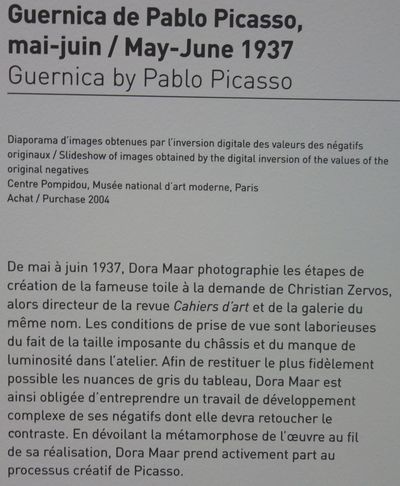 Guernica de Pablo Picasso,
mai-juin / May-June 1937
Guernica by Pablo Picasso
Diaporama d'images obtenues par l'inversion digitale des valeurs des négatifs
originaux / Slideshow of images obtained by the digital inversion of the values of the
original negatives
Centre Pompidou, Musée national d'art moderne, Paris
Achat / Purchase 2004
De mai à juin 1937, Dora Maar photographie les étapes de
création de la fameuse toile à la demande de Christian Zervos,
alors directeur de la revue Cahiers d'art et de la galerie du
même nom. Les conditions de prise de vue sont laborieuses
du fait de la taille imposante du châssis et du manque de
luminosité dans l'atelier. Afin de restituer le plus fidèlement
possible les nuances de gris du tableau, Dora Maar est
ainsi obligée d'entreprendre un travail de développement
complexe de ses négatifs dont elle devra retoucher le
contraste. En dévoilant la métamorphose de l'œuvre au fil
de sa réalisation, Dora Maar prend activement part au
processus créatif de Picasso.